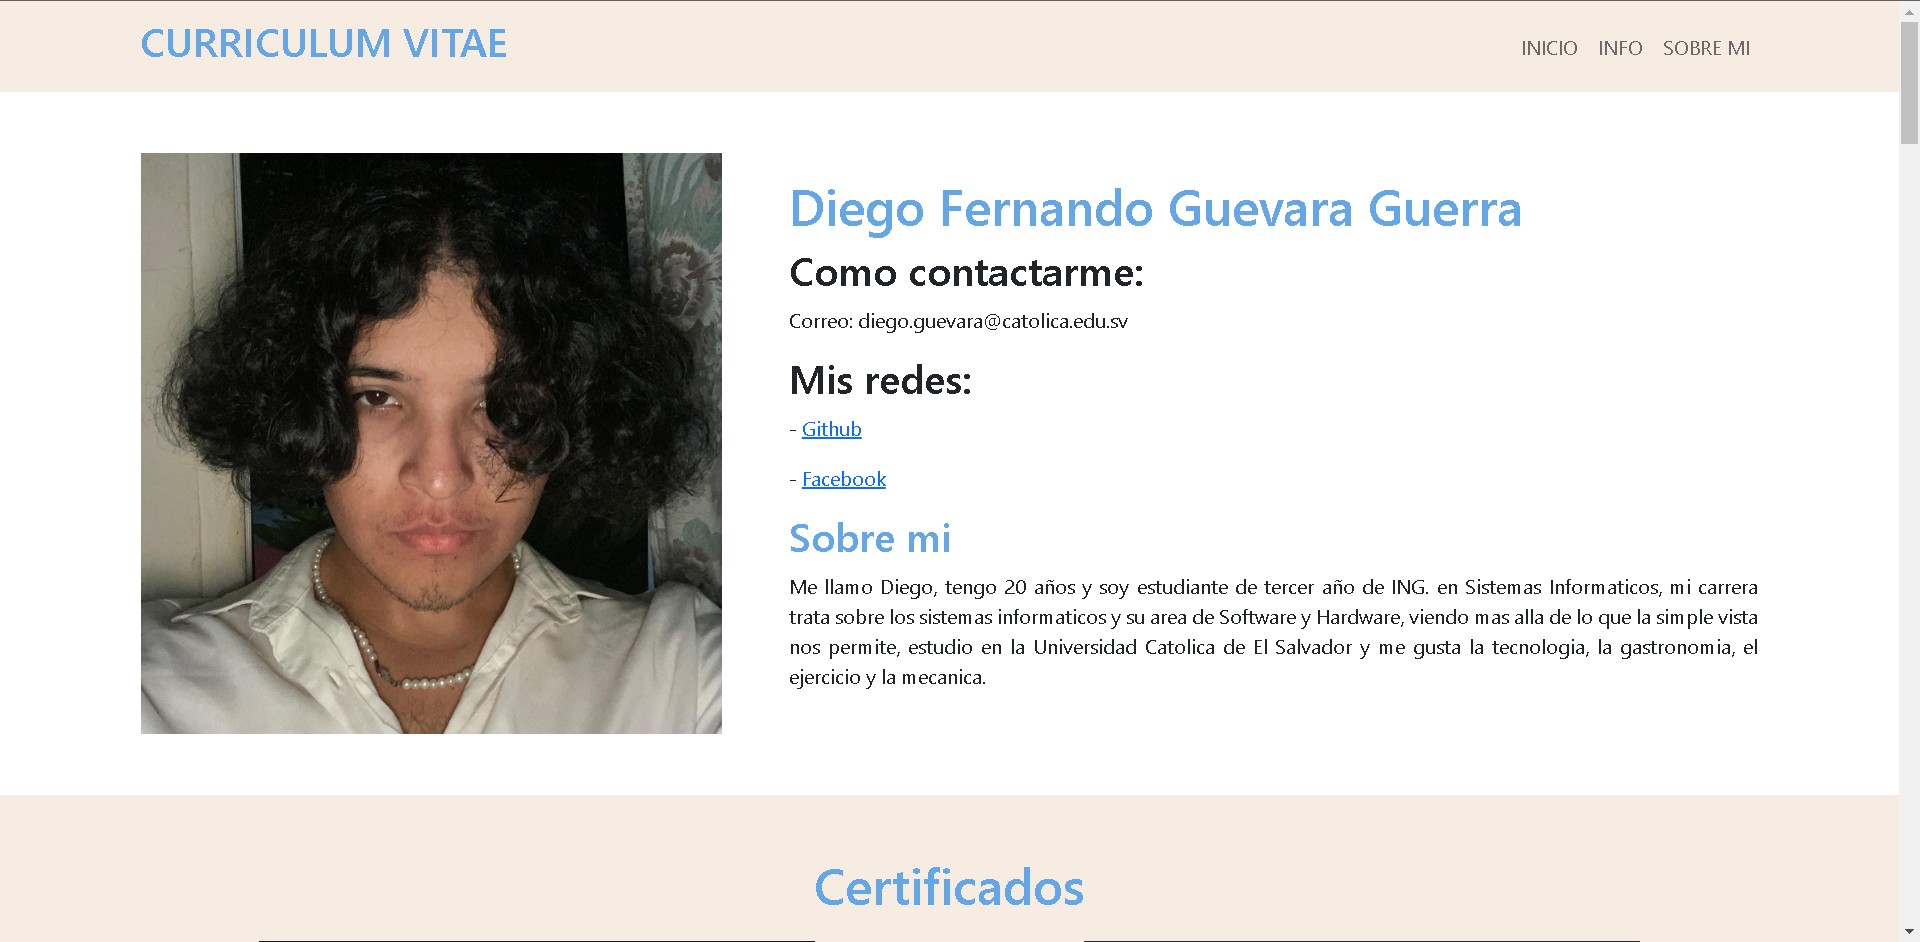 CURRICULUM VITAE
INICIO INFO SOBRE MI
Diego Fernando Guevara Guerra
Como contactarme:
Correo: diego.guevara@catolica.edu.sv
Mis redes:
- Github
- Facebook
Sobre mi
Me llamo Diego, tengo 20 años y soy estudiante de tercer año de ING. en Sistemas Informaticos, mi carrera
trata sobre los sistemas informaticos y su area de Software y Hardware, viendo mas alla de lo que la simple vista
nos permite, estudio en la Universidad Catolica de El Salvador y me gusta la tecnologia, la gastronomia, el
ejercicio y la mecanica.
Certificados